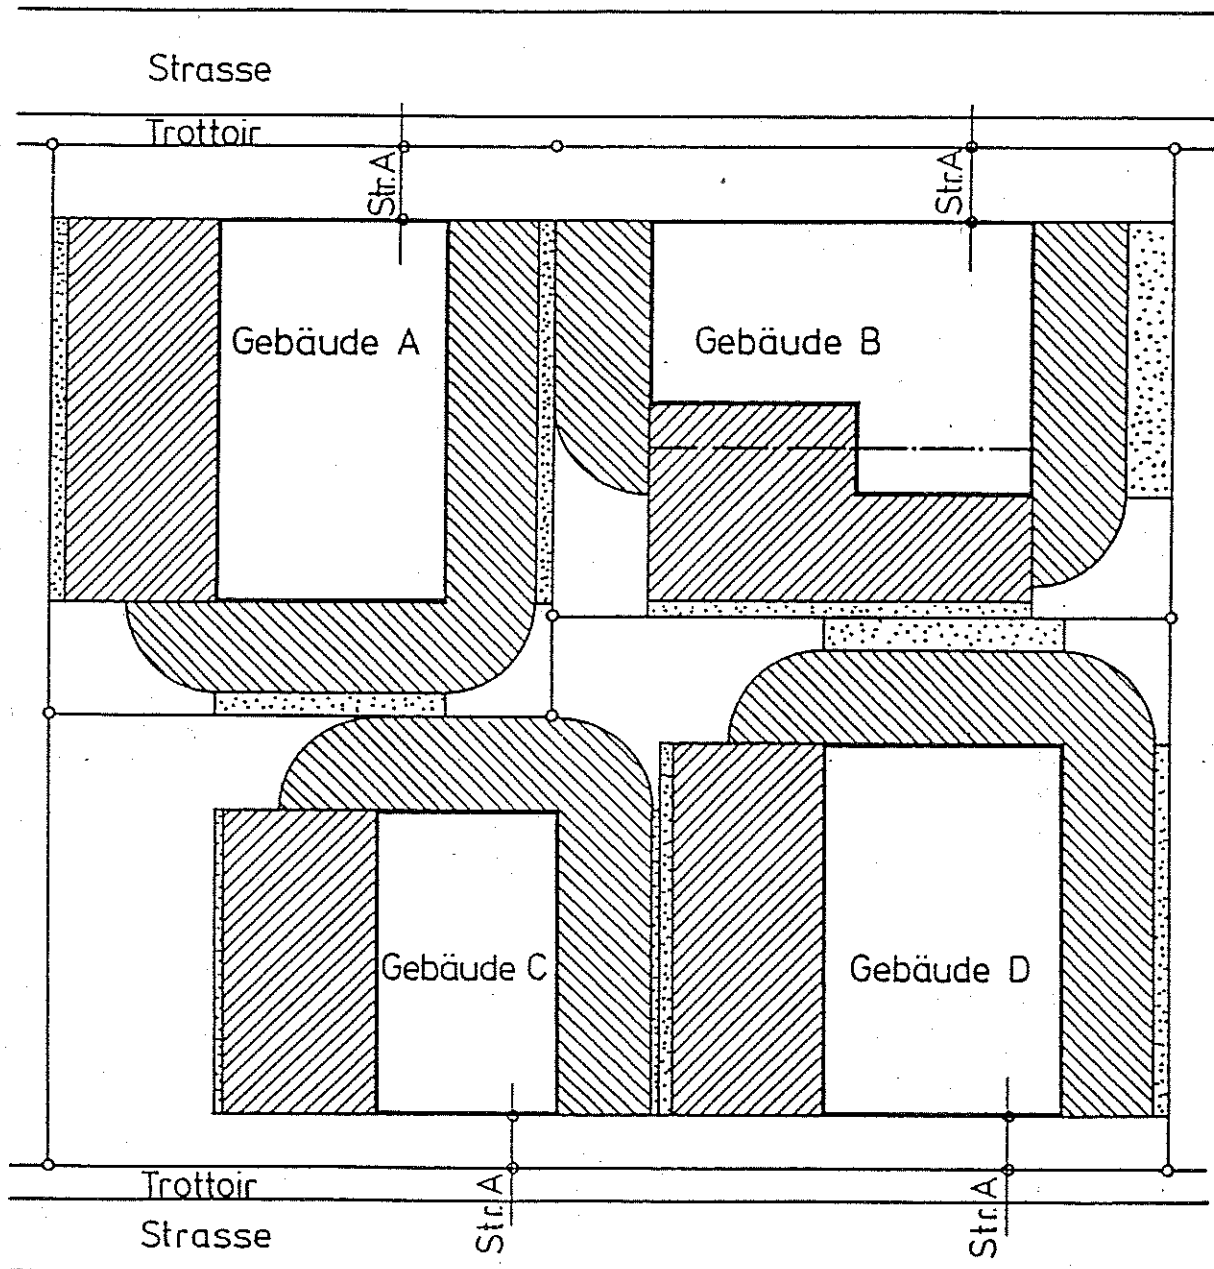 Strasse
Trottoir
Str.A
Str.A
Gebäude A
Gebäude B
Gebäude C
Gebäude D
Trottoir
Str. A
Str.A
Strasse